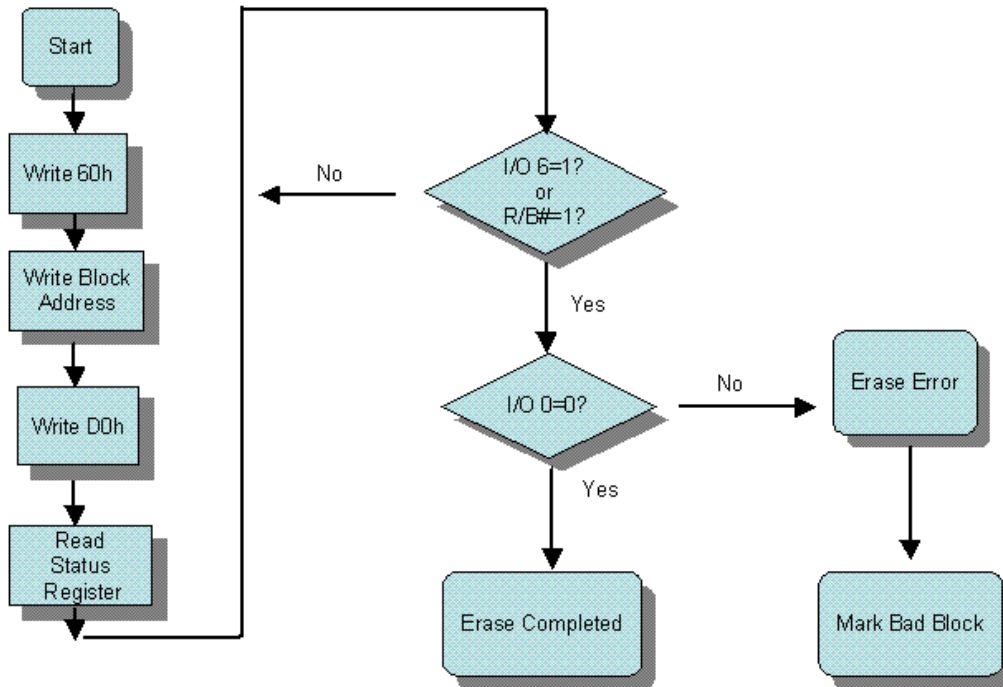 Start
Write 60h
Write Block
Address
Write D0h
Read
Status
Register
I/O 6=1?
or
R/B#=1?
No
Yes
I/O 0=0?
No
Yes
Erase Error
Erase Completed
Mark Bad Block